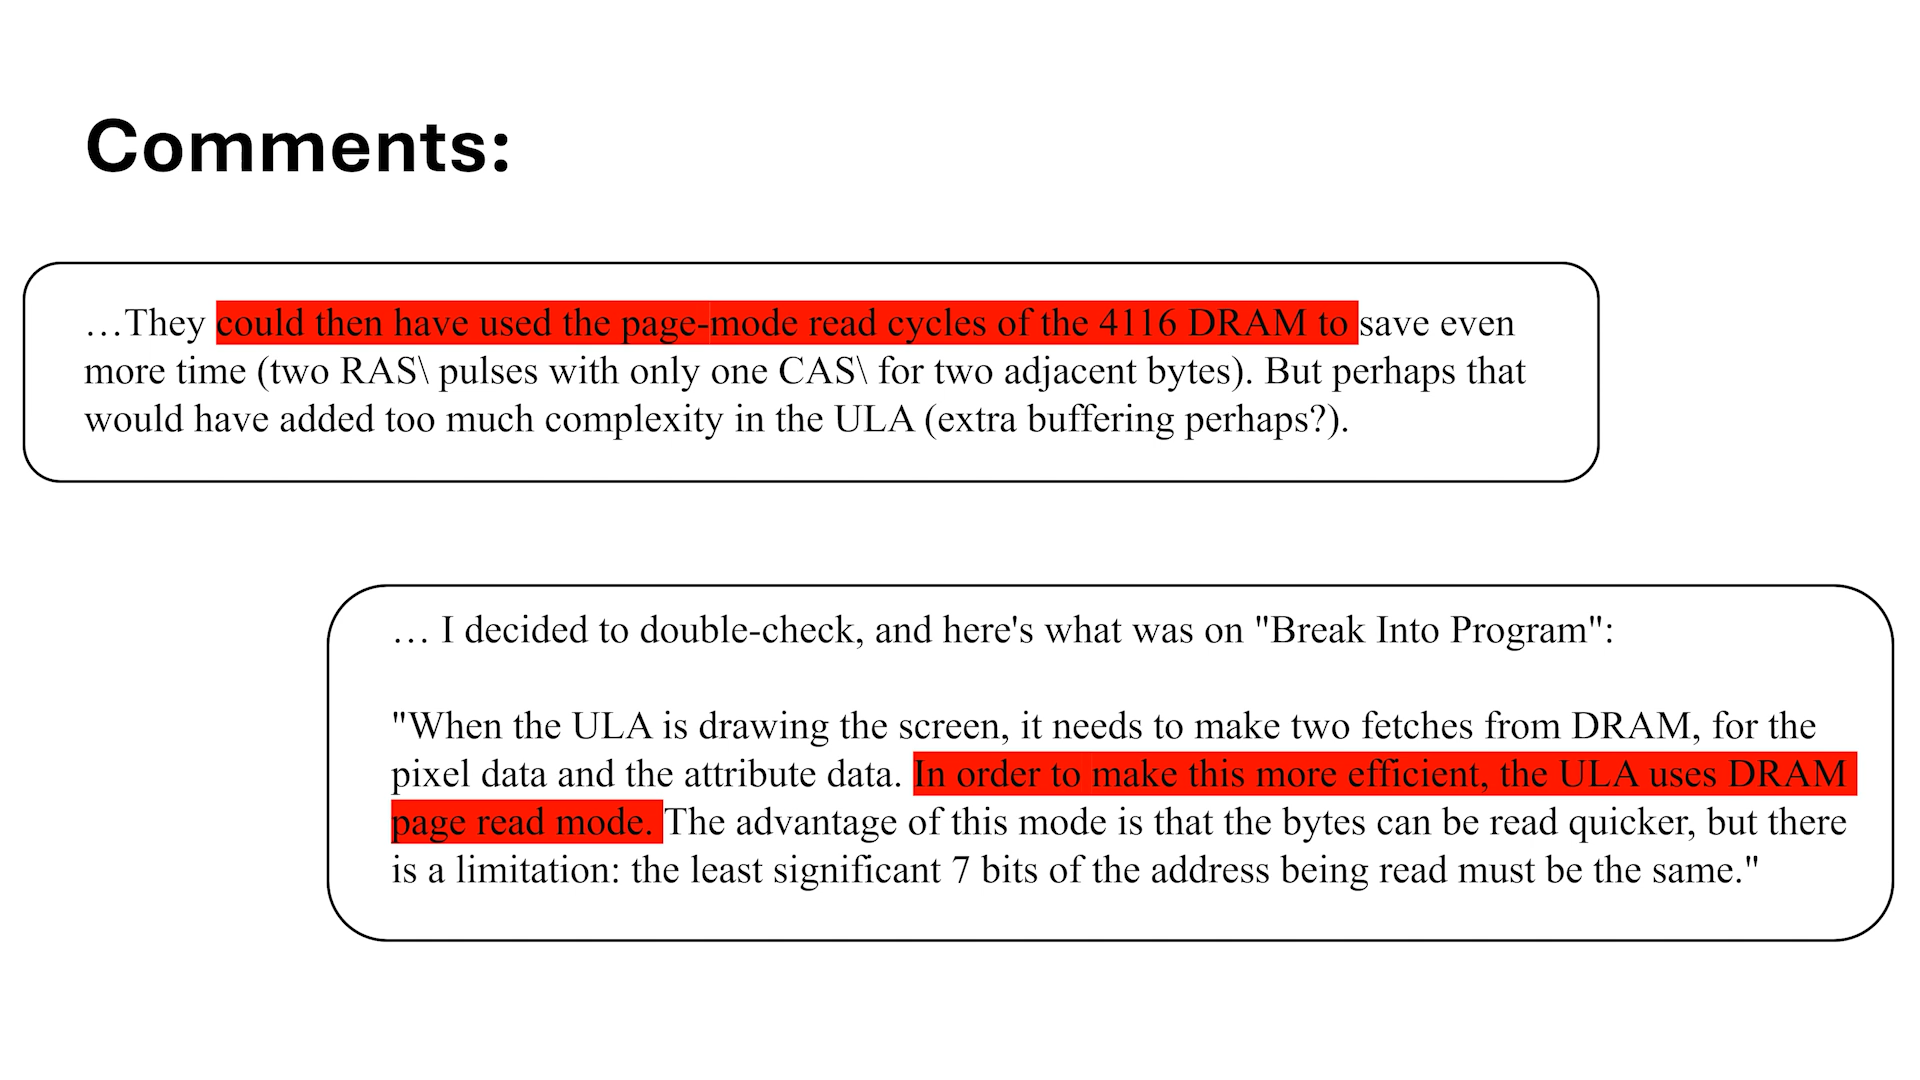 Comments:
…They could then have used the page-mode read cycles of the 4116 DRAM to save even
more time (two RAS\ pulses with only one CAS\ for two adjacent bytes). But perhaps that
would have added too much complexity in the ULA (extra buffering perhaps?).
… I decided to double-check, and here's what was on "Break Into Program":
"When the ULA is drawing the screen, it needs to make two fetches from DRAM, for the
pixel data and the attribute data. In order to make this more efficient, the ULA uses DRAM
page read mode. The advantage of this mode is that the bytes can be read quicker, but there
is a limitation: the least significant 7 bits of the address being read must be the same."